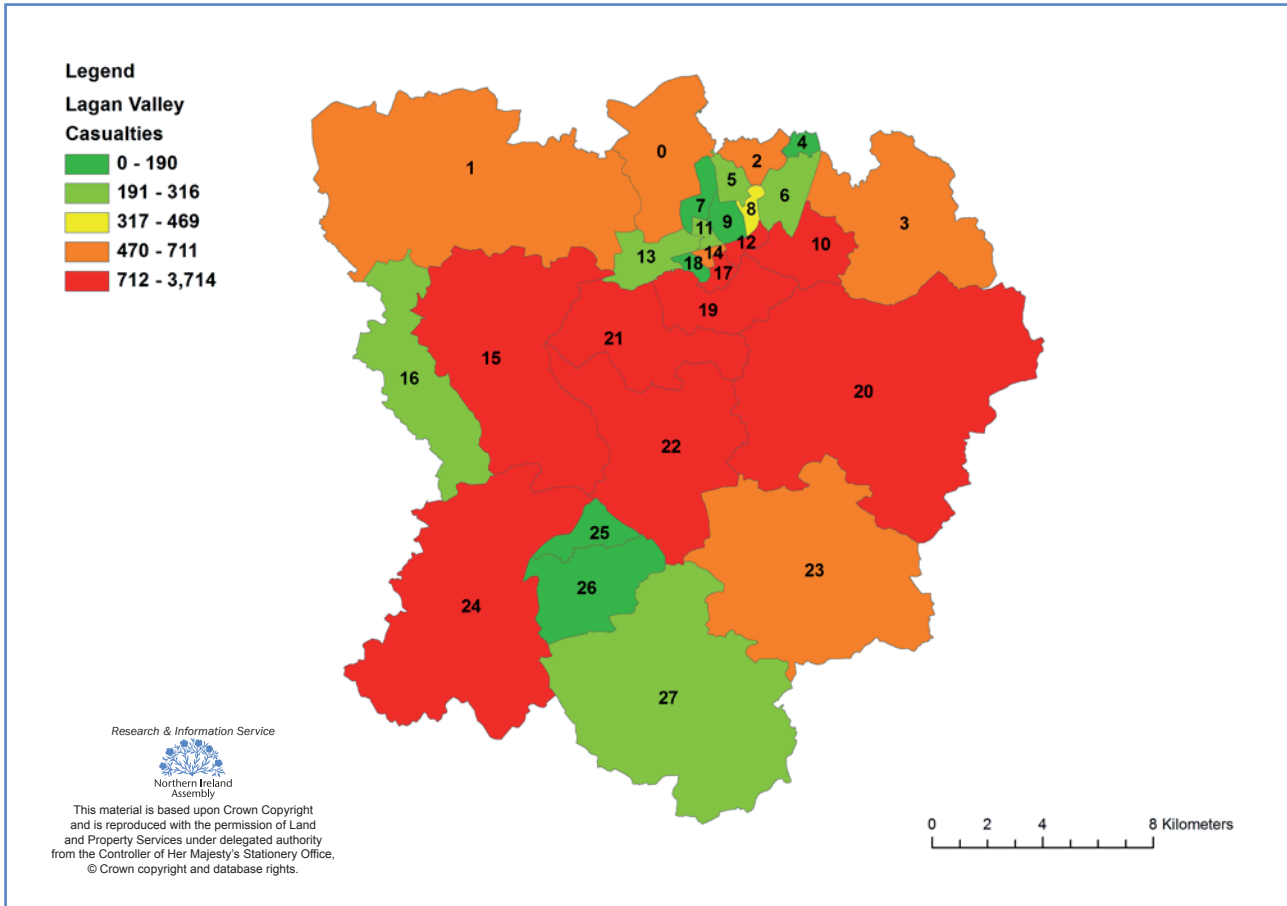 Legend
Lagan Valley
Casualties
0 - 190
191 - 316
317 - 469
470 - 711
712 - 3,714
0
1
2
3
4
5
6
7
8
9
10
11
12
13
14
15
16
17
18
19
20
21
22
23
24
25
26
27
Research & Information Service
Northern Ireland
Assembly
This material is based upon Crown Copyright
and is reproduced with the permission of Land
and Property Services under delegated authority
from the Controller of Her Majesty's Stationery Office,
© Crown copyright and database rights.
0 2 4 8 Kilometers